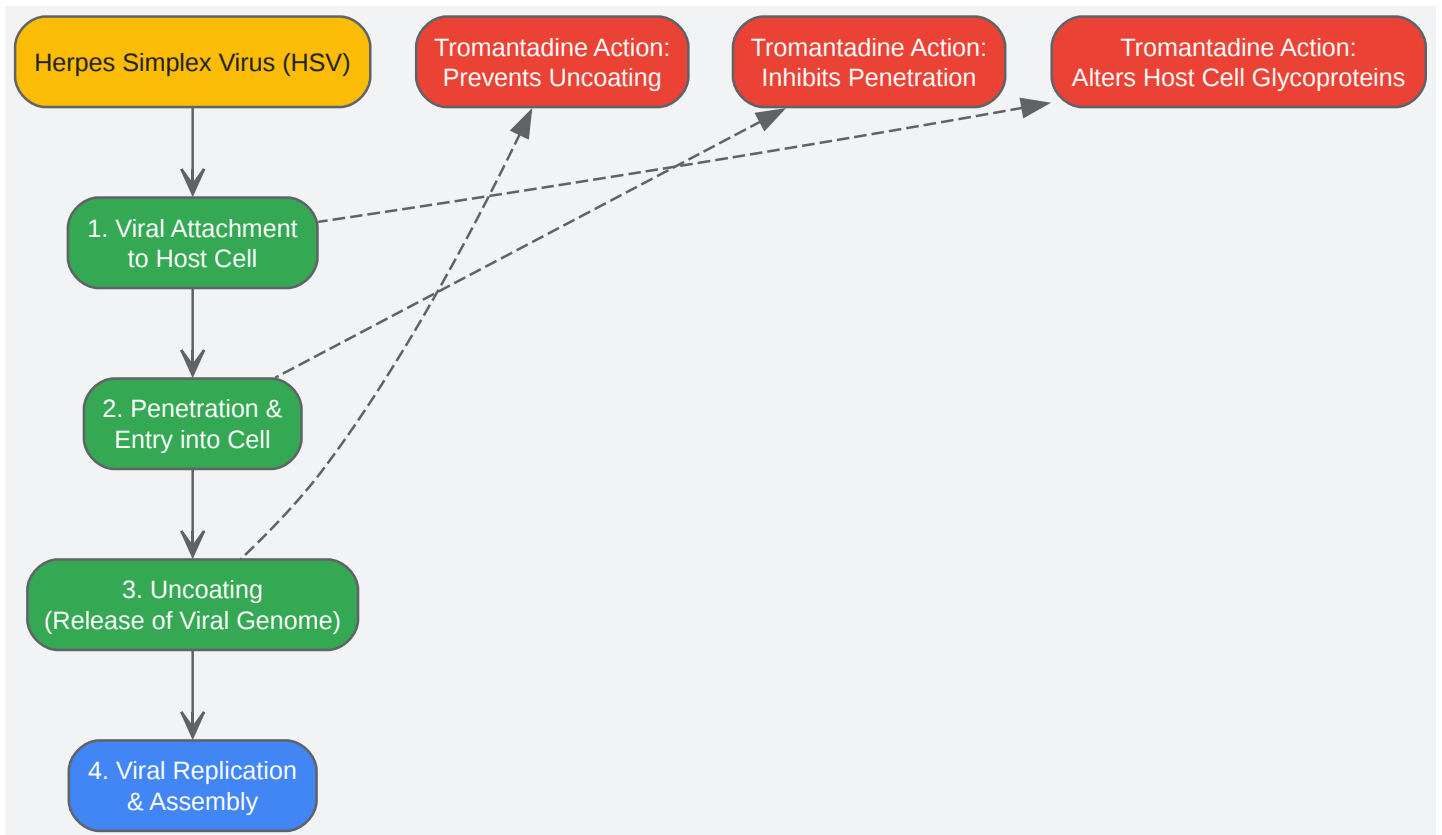 Herpes Simplex Virus (HSV)
Tromantadine Action:
Prevents Uncoating
Tromantadine Action:
Inhibits Penetration
Tromantadine Action:
Alters Host Cell Glycoproteins
1. Viral Attachment
to Host Cell
2. Penetration &
Entry into Cell
3. Uncoating
(Release of Viral Genome)
4. Viral Replication
& Assembly